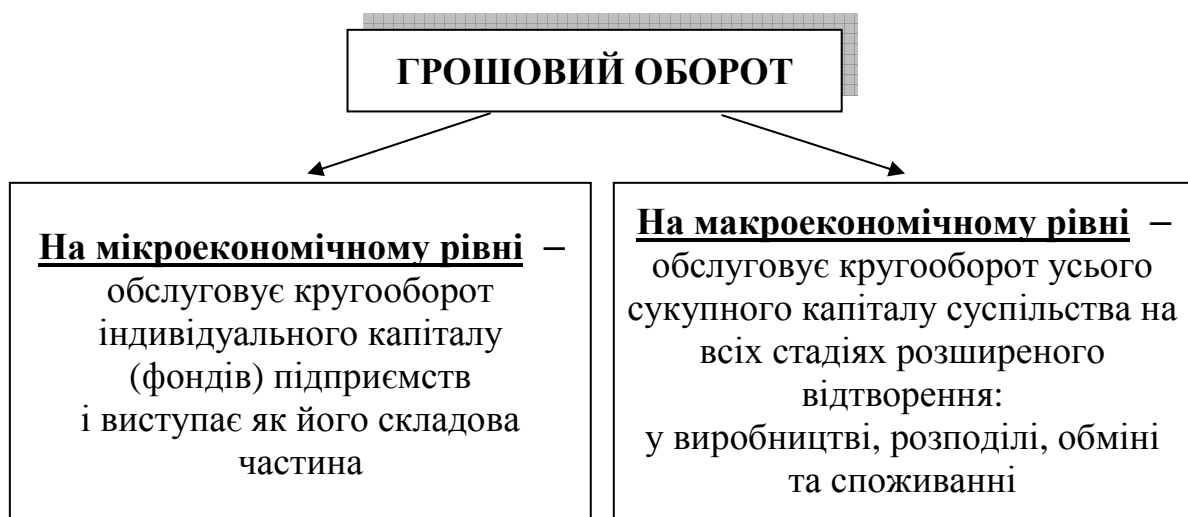 ГРОШОВИЙ ОБОРОТ
На мікроекономічному рівні –
обслуговує кругооборот
індивідуального капіталу
(фондів) підприємств
і виступає як його складова
частина
На макроекономічному рівні –
обслуговує кругооборот усього
сукупного капіталу суспільства на
всіх стадіях розширеного
відтворення:
у виробництві, розподілі, обміні
та споживанні